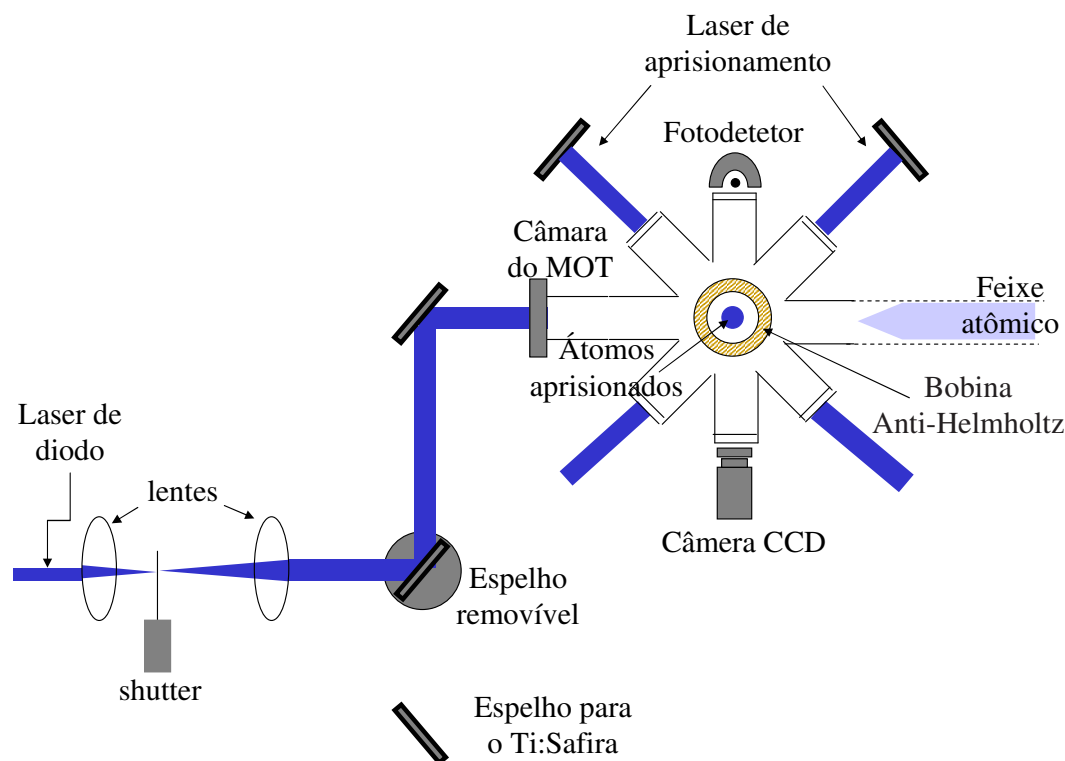 Laser de
aprisionamento
Fotodetetor
Câmara
do MOT
Feixe
atômico
Átomos
aprisionados
Bobina
Anti-Helmholtz
Laser de
diodo
lentes
Câmera CCD
Espelho
removível
shutter
Espelho para
o Ti:Safira